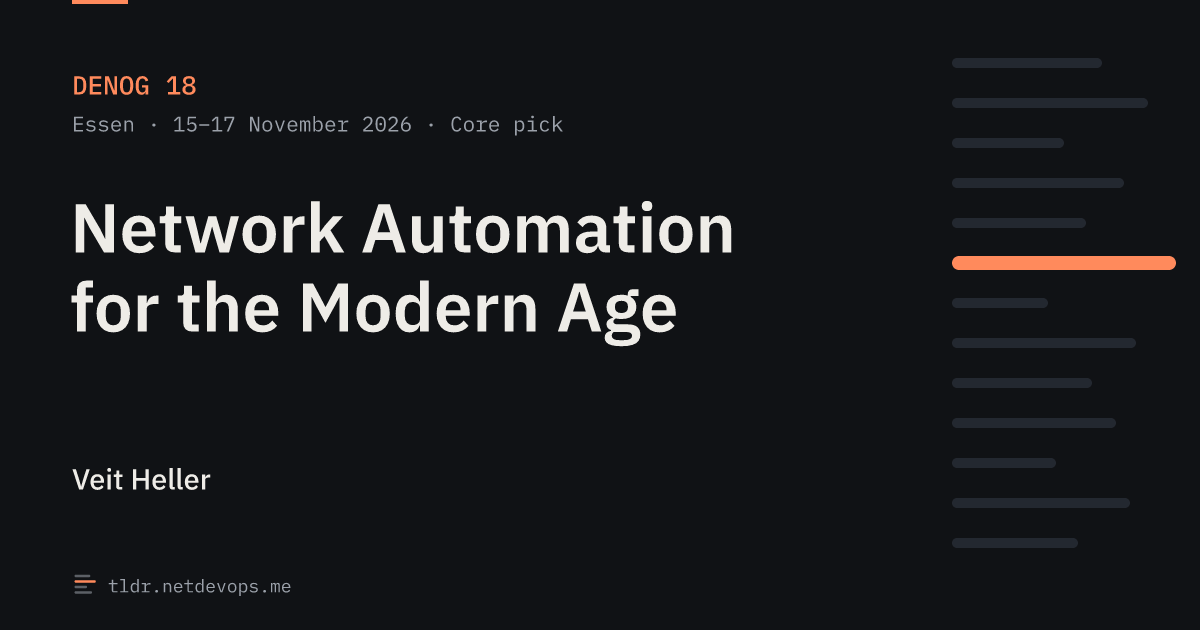 DENOG 18
Essen · 15–17 November 2026 · Core pick
Network Automation
for the Modern Age
Veit Heller
tldr.netdevops.me